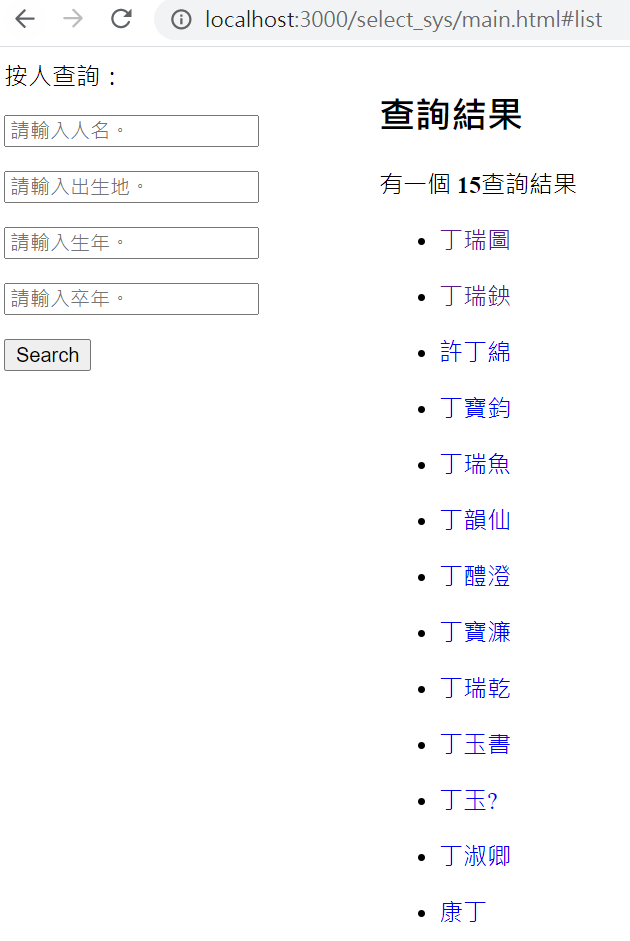 localhost:3000/select_sys/main.html#list
按人查詢：
請輸入人名。
請輸入出生地。
請輸入生年。
請輸入卒年。
Search
查詢結果
有一個 15查詢結果
丁瑞圖
丁瑞鉠
許丁綿
丁寶鈞
丁瑞魚
丁韻仙
丁醴澄
丁寶濂
丁瑞乾
丁玉書
丁玉?
丁淑卿
康丁